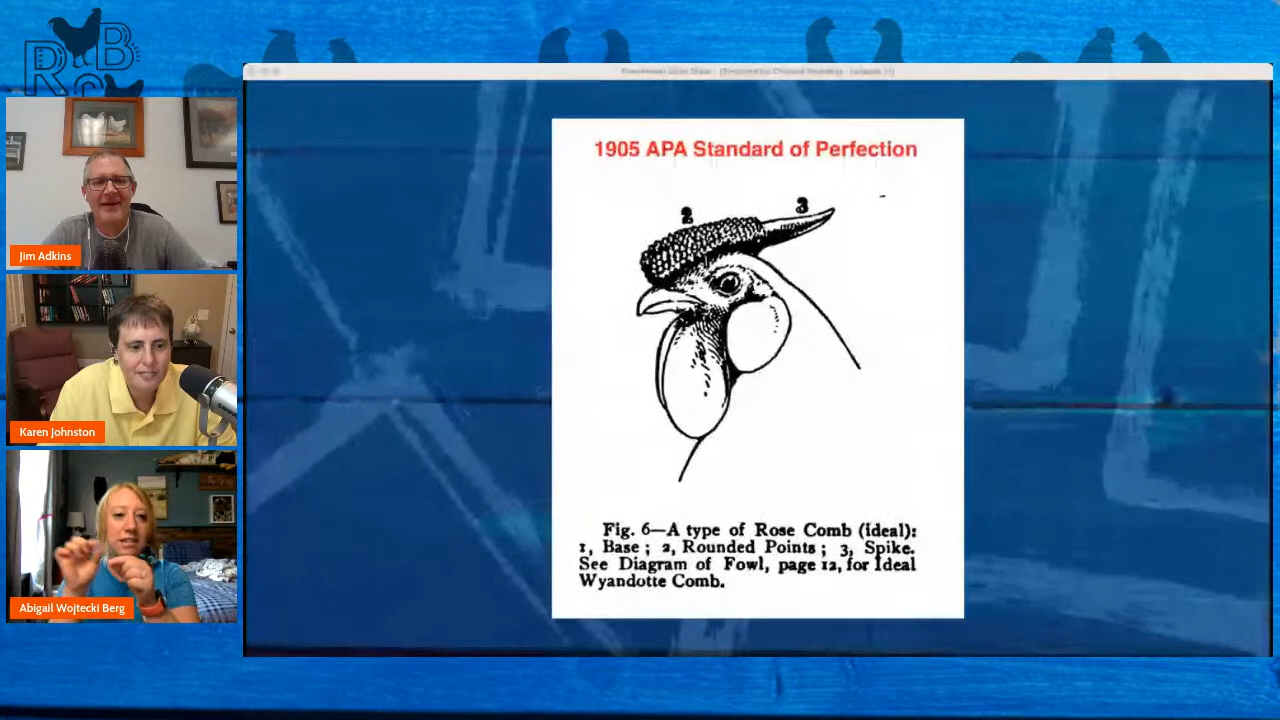 RCB
Jim Adkins
Karen Johnston
Abigail Wojtecki Berg
1905 APA Standard of Perfection
2
3
Fig. 6—A type of Rose Comb (ideal):
1, Base; 2, Rounded Points; 3, Spike.
See Diagram of Fowl, page 12, for Ideal
Wyandotte Comb.